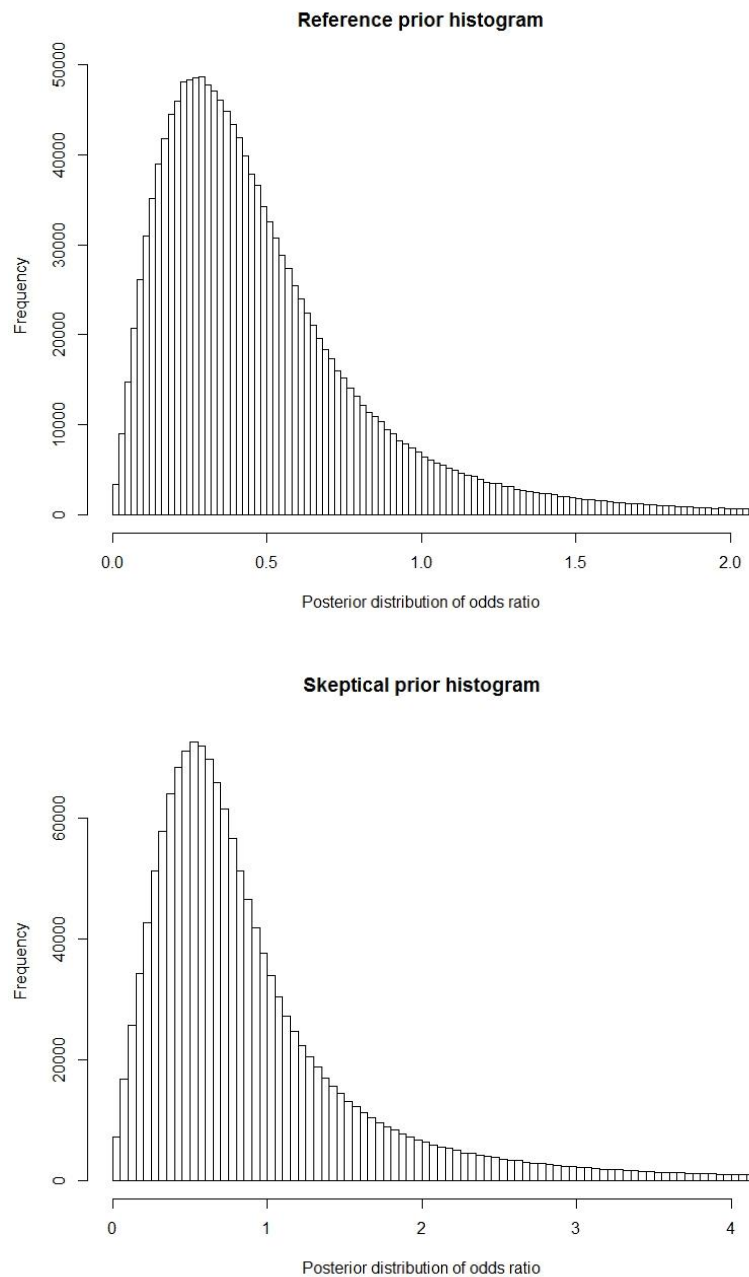 Reference prior histogram
50000
40000
30000
20000
10000
0
Frequency
0.0 0.5 1.0 1.5 2.0
Posterior distribution of odds ratio
Skeptical prior histogram
60000
40000
20000
0
Frequency
0 1 2 3 4
Posterior distribution of odds ratio